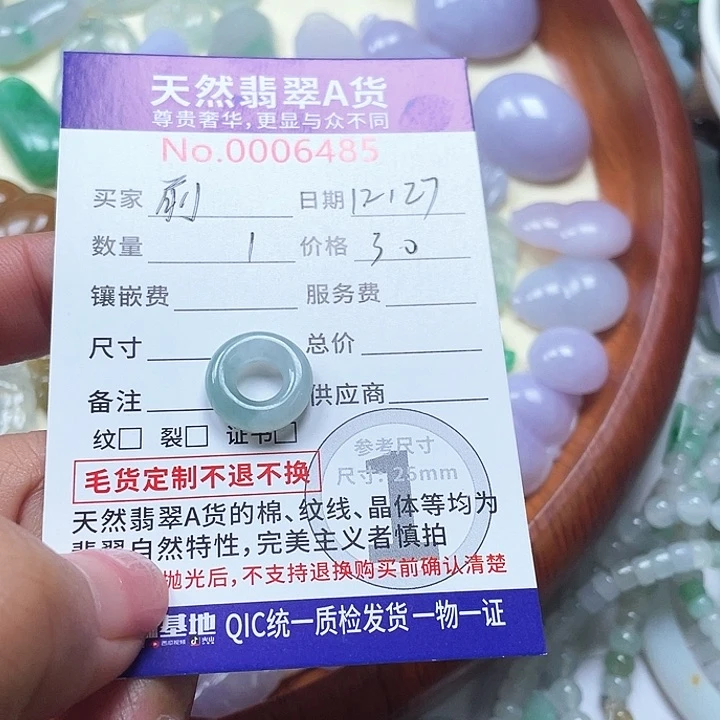 天然翡翠A货
尊贵奢华,更显与众不同
No.0006485
买家 前 日期 12.27
数量 1 价格 30
镶嵌费 服务费
尺寸 总价
备注 供应商
纹□ 裂□ 证书□
参考尺寸
尺寸: 25mm
1
毛货定制不退不换
天然翡翠A货的棉、纹线、晶体等均为
翡翠自然特性,完美主义者慎拍
抛光后,不支持退换购买前确认清楚
基地 QIC统一质检发货一物一证